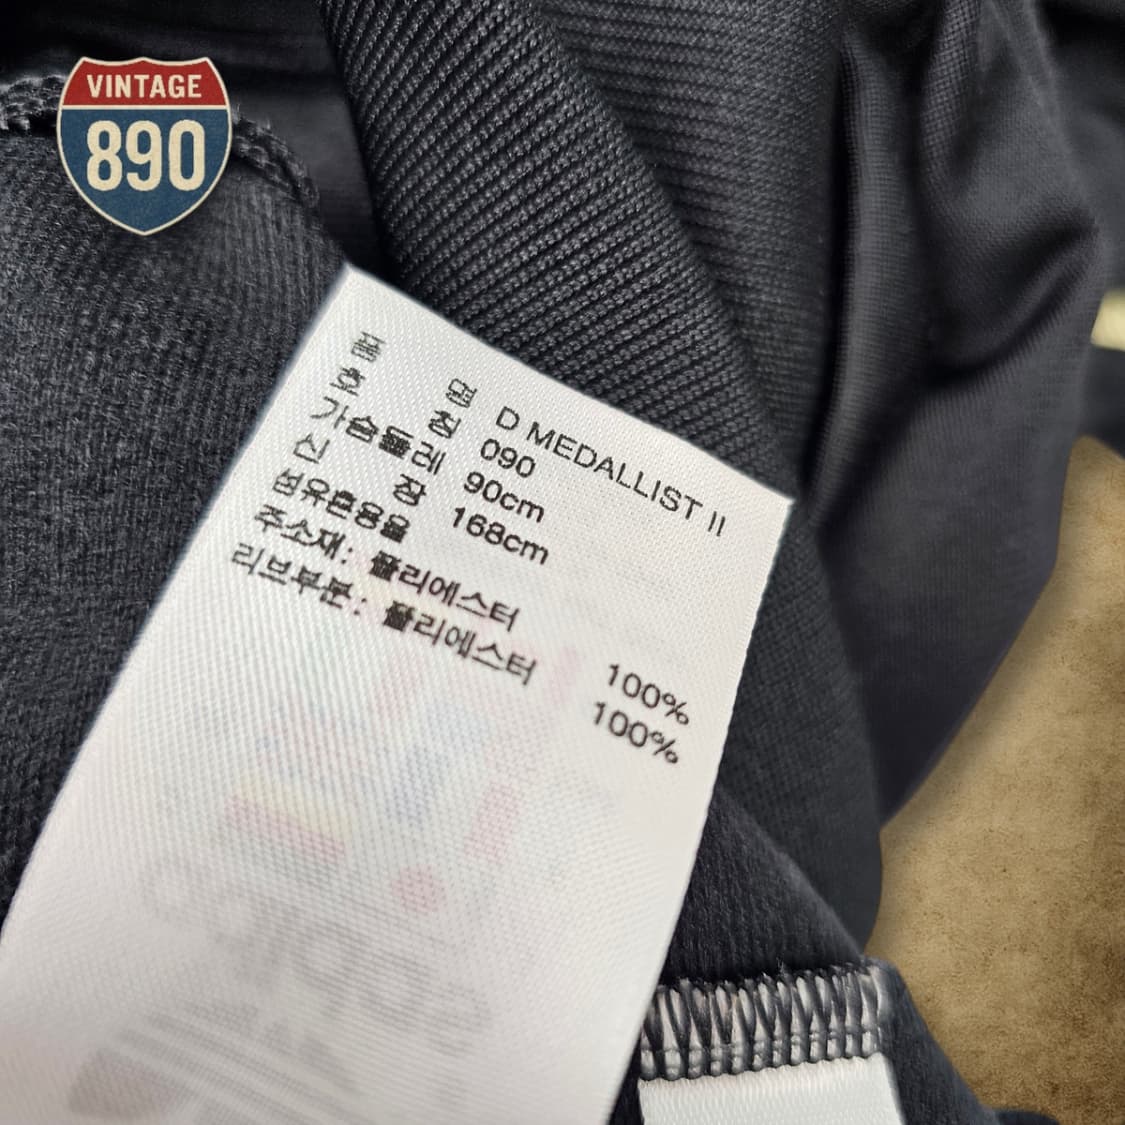 VINTAGE
890
품 명 D MEDALLIST II
호 칭 090
가슴둘레 90cm
신 장 168cm
섬유혼용율
주소재: 폴리에스터 100%
리브부분: 폴리에스터 100%